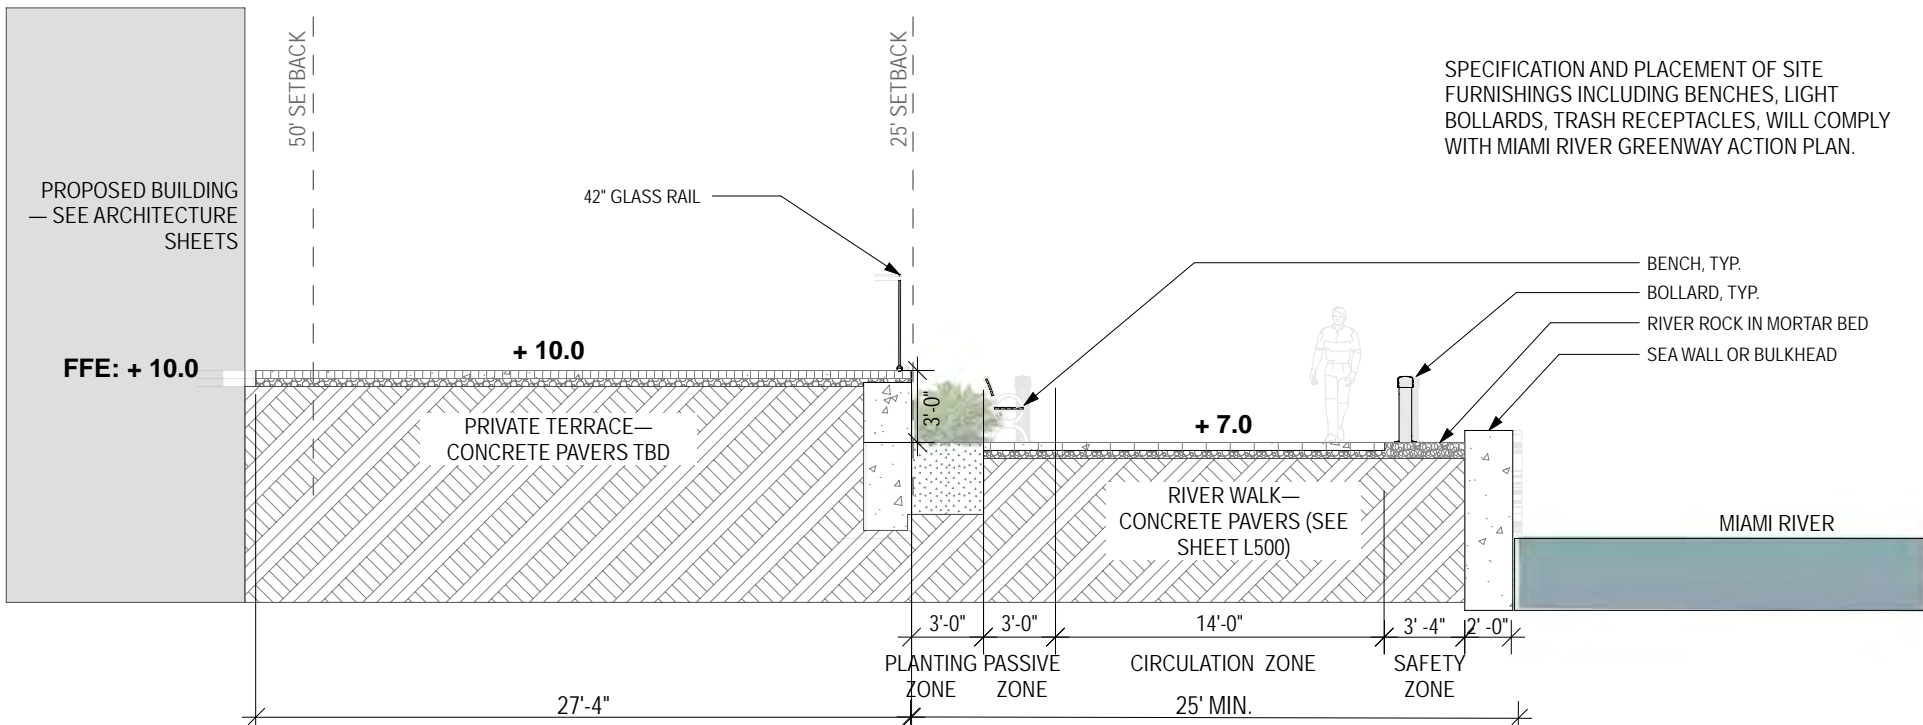 50' SETBACK
25' SETBACK
SPECIFICATION AND PLACEMENT OF SITE
FURNISHINGS INCLUDING BENCHES, LIGHT
BOLLARDS, TRASH RECEPTACLES, WILL COMPLY
WITH MIAMI RIVER GREENWAY ACTION PLAN.
PROPOSED BUILDING
— SEE ARCHITECTURE
SHEETS
42" GLASS RAIL
BENCH, TYP.
BOLLARD, TYP.
RIVER ROCK IN MORTAR BED
SEA WALL OR BULKHEAD
FFE: + 10.0
+ 10.0
3'-0"
+ 7.0
PRIVATE TERRACE—
CONCRETE PAVERS TBD
RIVER WALK—
CONCRETE PAVERS (SEE
SHEET L500)
MIAMI RIVER
3'-0"
3'-0"
14'-0"
3' -4"
2' -0"
PLANTING
ZONE
PASSIVE
ZONE
CIRCULATION ZONE
SAFETY
ZONE
27'-4"
25' MIN.